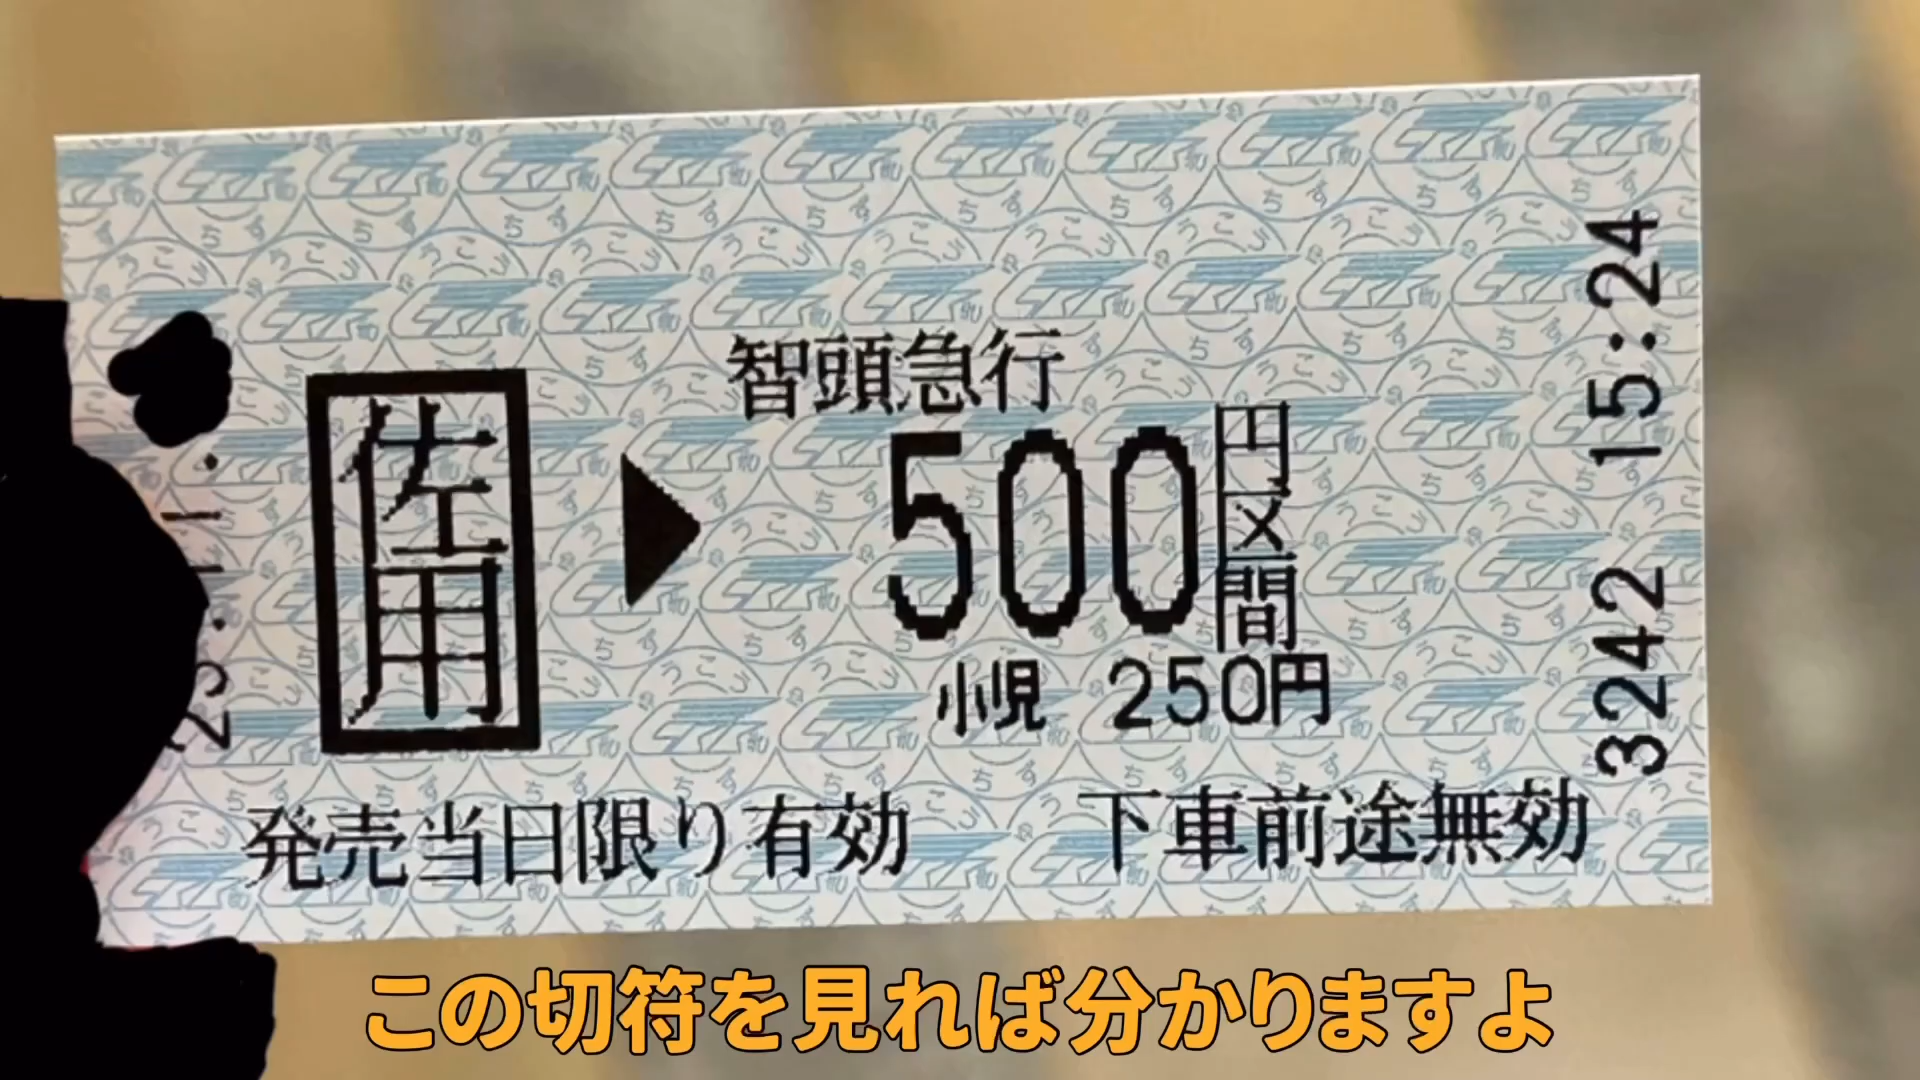 智頭急行
佐用 ▶ 500円区間
小児 250円
発売当日限り有効 下車前途無効
3242 15:24
この切符を見れば分かりますよ